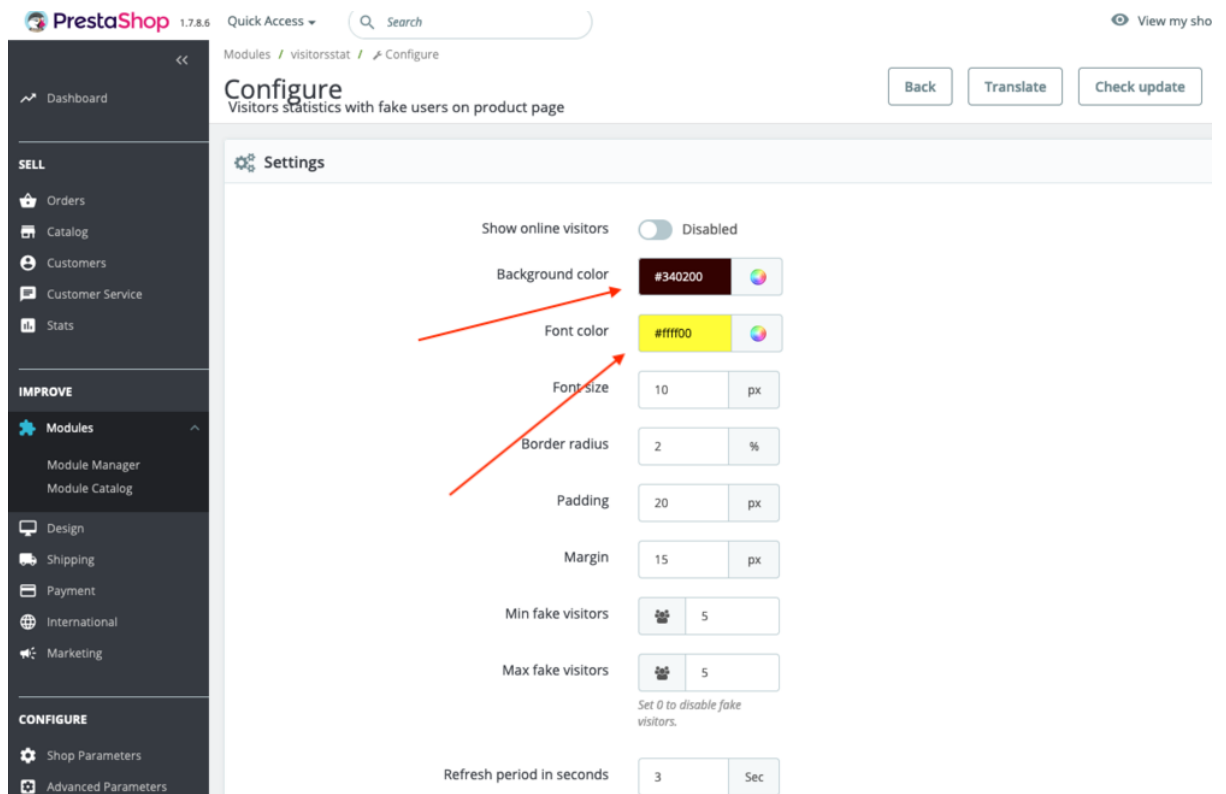 PrestaShop 1.7.8.6 Quick Access Search View my sho
Modules / visitorsstat / Configure
Configure
Visitors statistics with fake users on product page
Back Translate Check update
Dashboard
SELL
Orders
Catalog
Customers
Customer Service
Stats
IMPROVE
Modules
Module Manager
Module Catalog
Design
Shipping
Payment
International
Marketing
CONFIGURE
Shop Parameters
Advanced Parameters
Settings
Show online visitors Disabled
Background color #340200
Font color #ffff00
Font size 10 px
Border radius 2 %
Padding 20 px
Margin 15 px
Min fake visitors 5
Max fake visitors 5
Set 0 to disable fake
visitors.
Refresh period in seconds 3 Sec